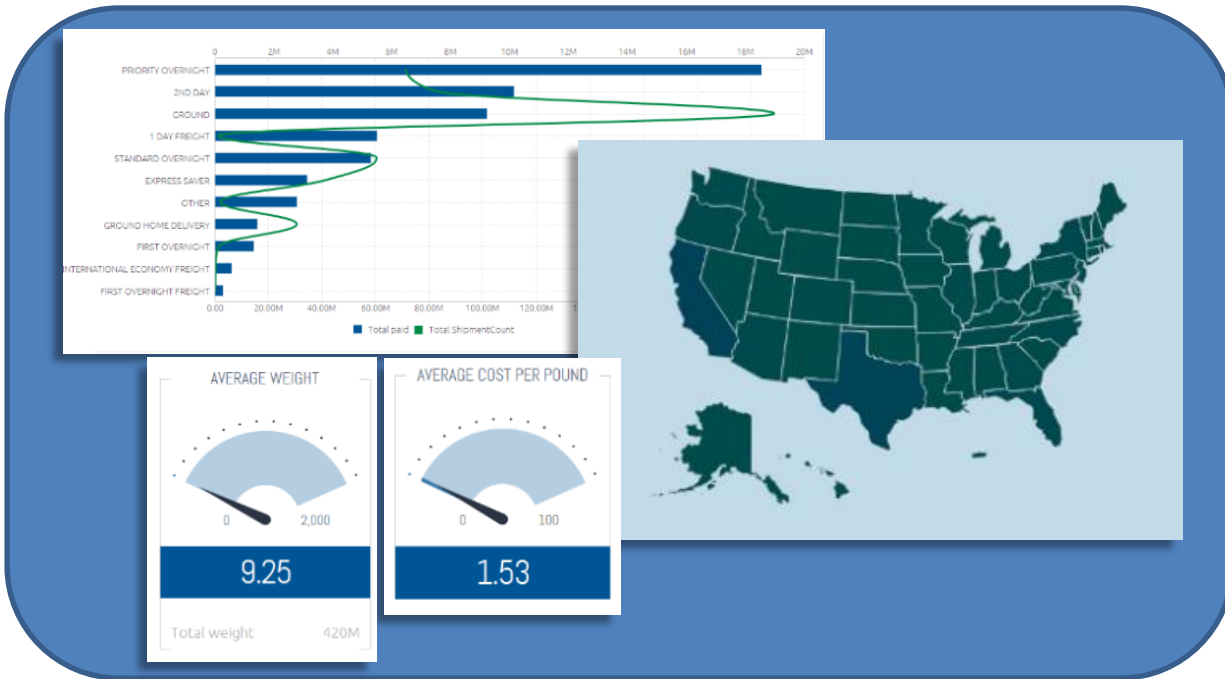 0 2M 4M 6M 8M 10M 12M 14M 16M 18M 20M
PRIORITY OVERNIGHT
2ND DAY
GROUND
1 DAY FREIGHT
STANDARD OVERNIGHT
EXPRESS SAVER
OTHER
GROUND HOME DELIVERY
FIRST OVERNIGHT
INTERNATIONAL ECONOMY FREIGHT
FIRST OVERNIGHT FREIGHT
0.00 20.00M 40.00M 60.00M 80.00M 100.00M 120.00M
Total paid Total ShipmentCount
AVERAGE WEIGHT
0 2,000
9.25
Total weight 420M
AVERAGE COST PER POUND
0 100
1.53